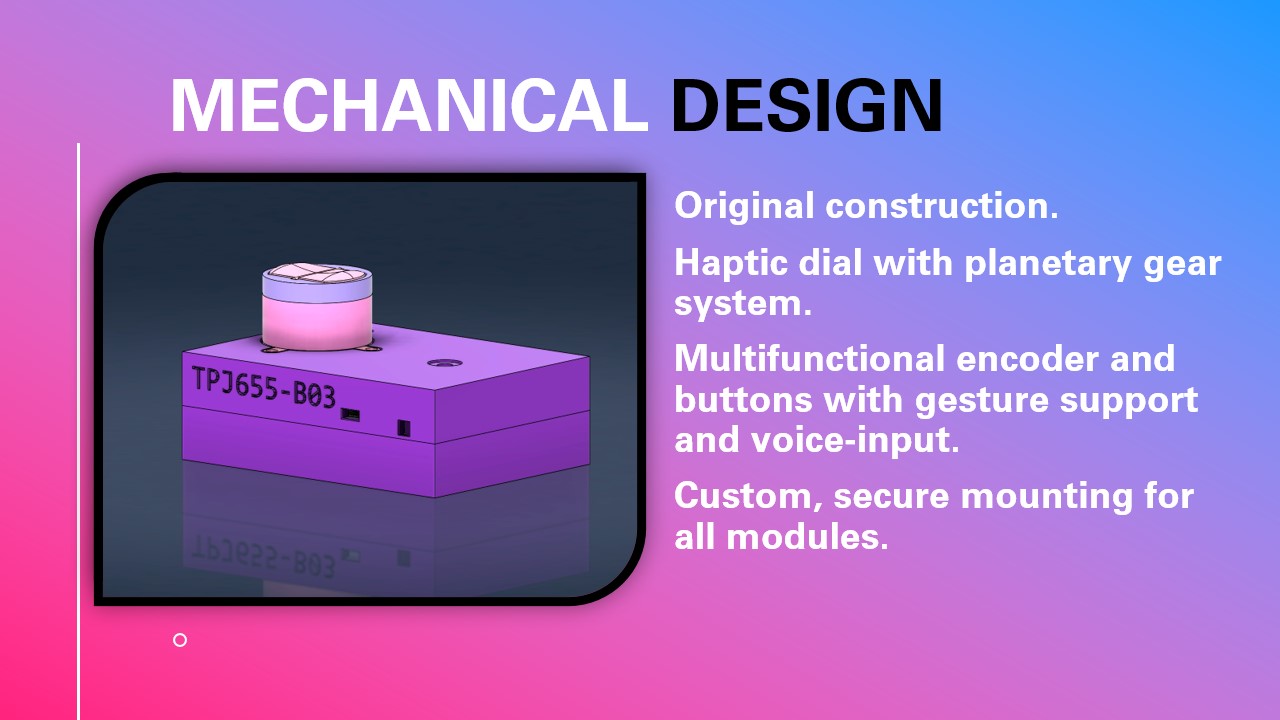 MECHANICAL DESIGN
TPJ655-B03
Original construction.
Haptic dial with planetary gear
system.
Multifunctional encoder and
buttons with gesture support
and voice-input.
Custom, secure mounting for
all modules.